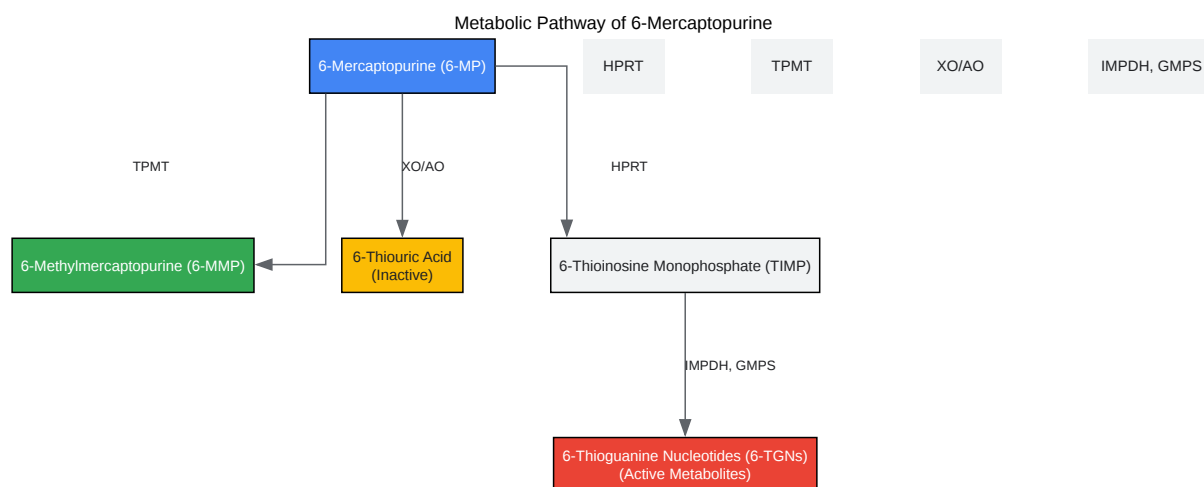 Metabolic Pathway of 6-Mercaptopurine
6-Mercaptopurine (6-MP)
HPRT
TPMT
XO/AO
IMPDH, GMPS
TPMT
XO/AO
HPRT
6-Methylmercaptopurine (6-MMP)
6-Thiouric Acid
(Inactive)
6-Thioinosine Monophosphate (TIMP)
IMPDH, GMPS
6-Thioguanine Nucleotides (6-TGNs)
(Active Metabolites)